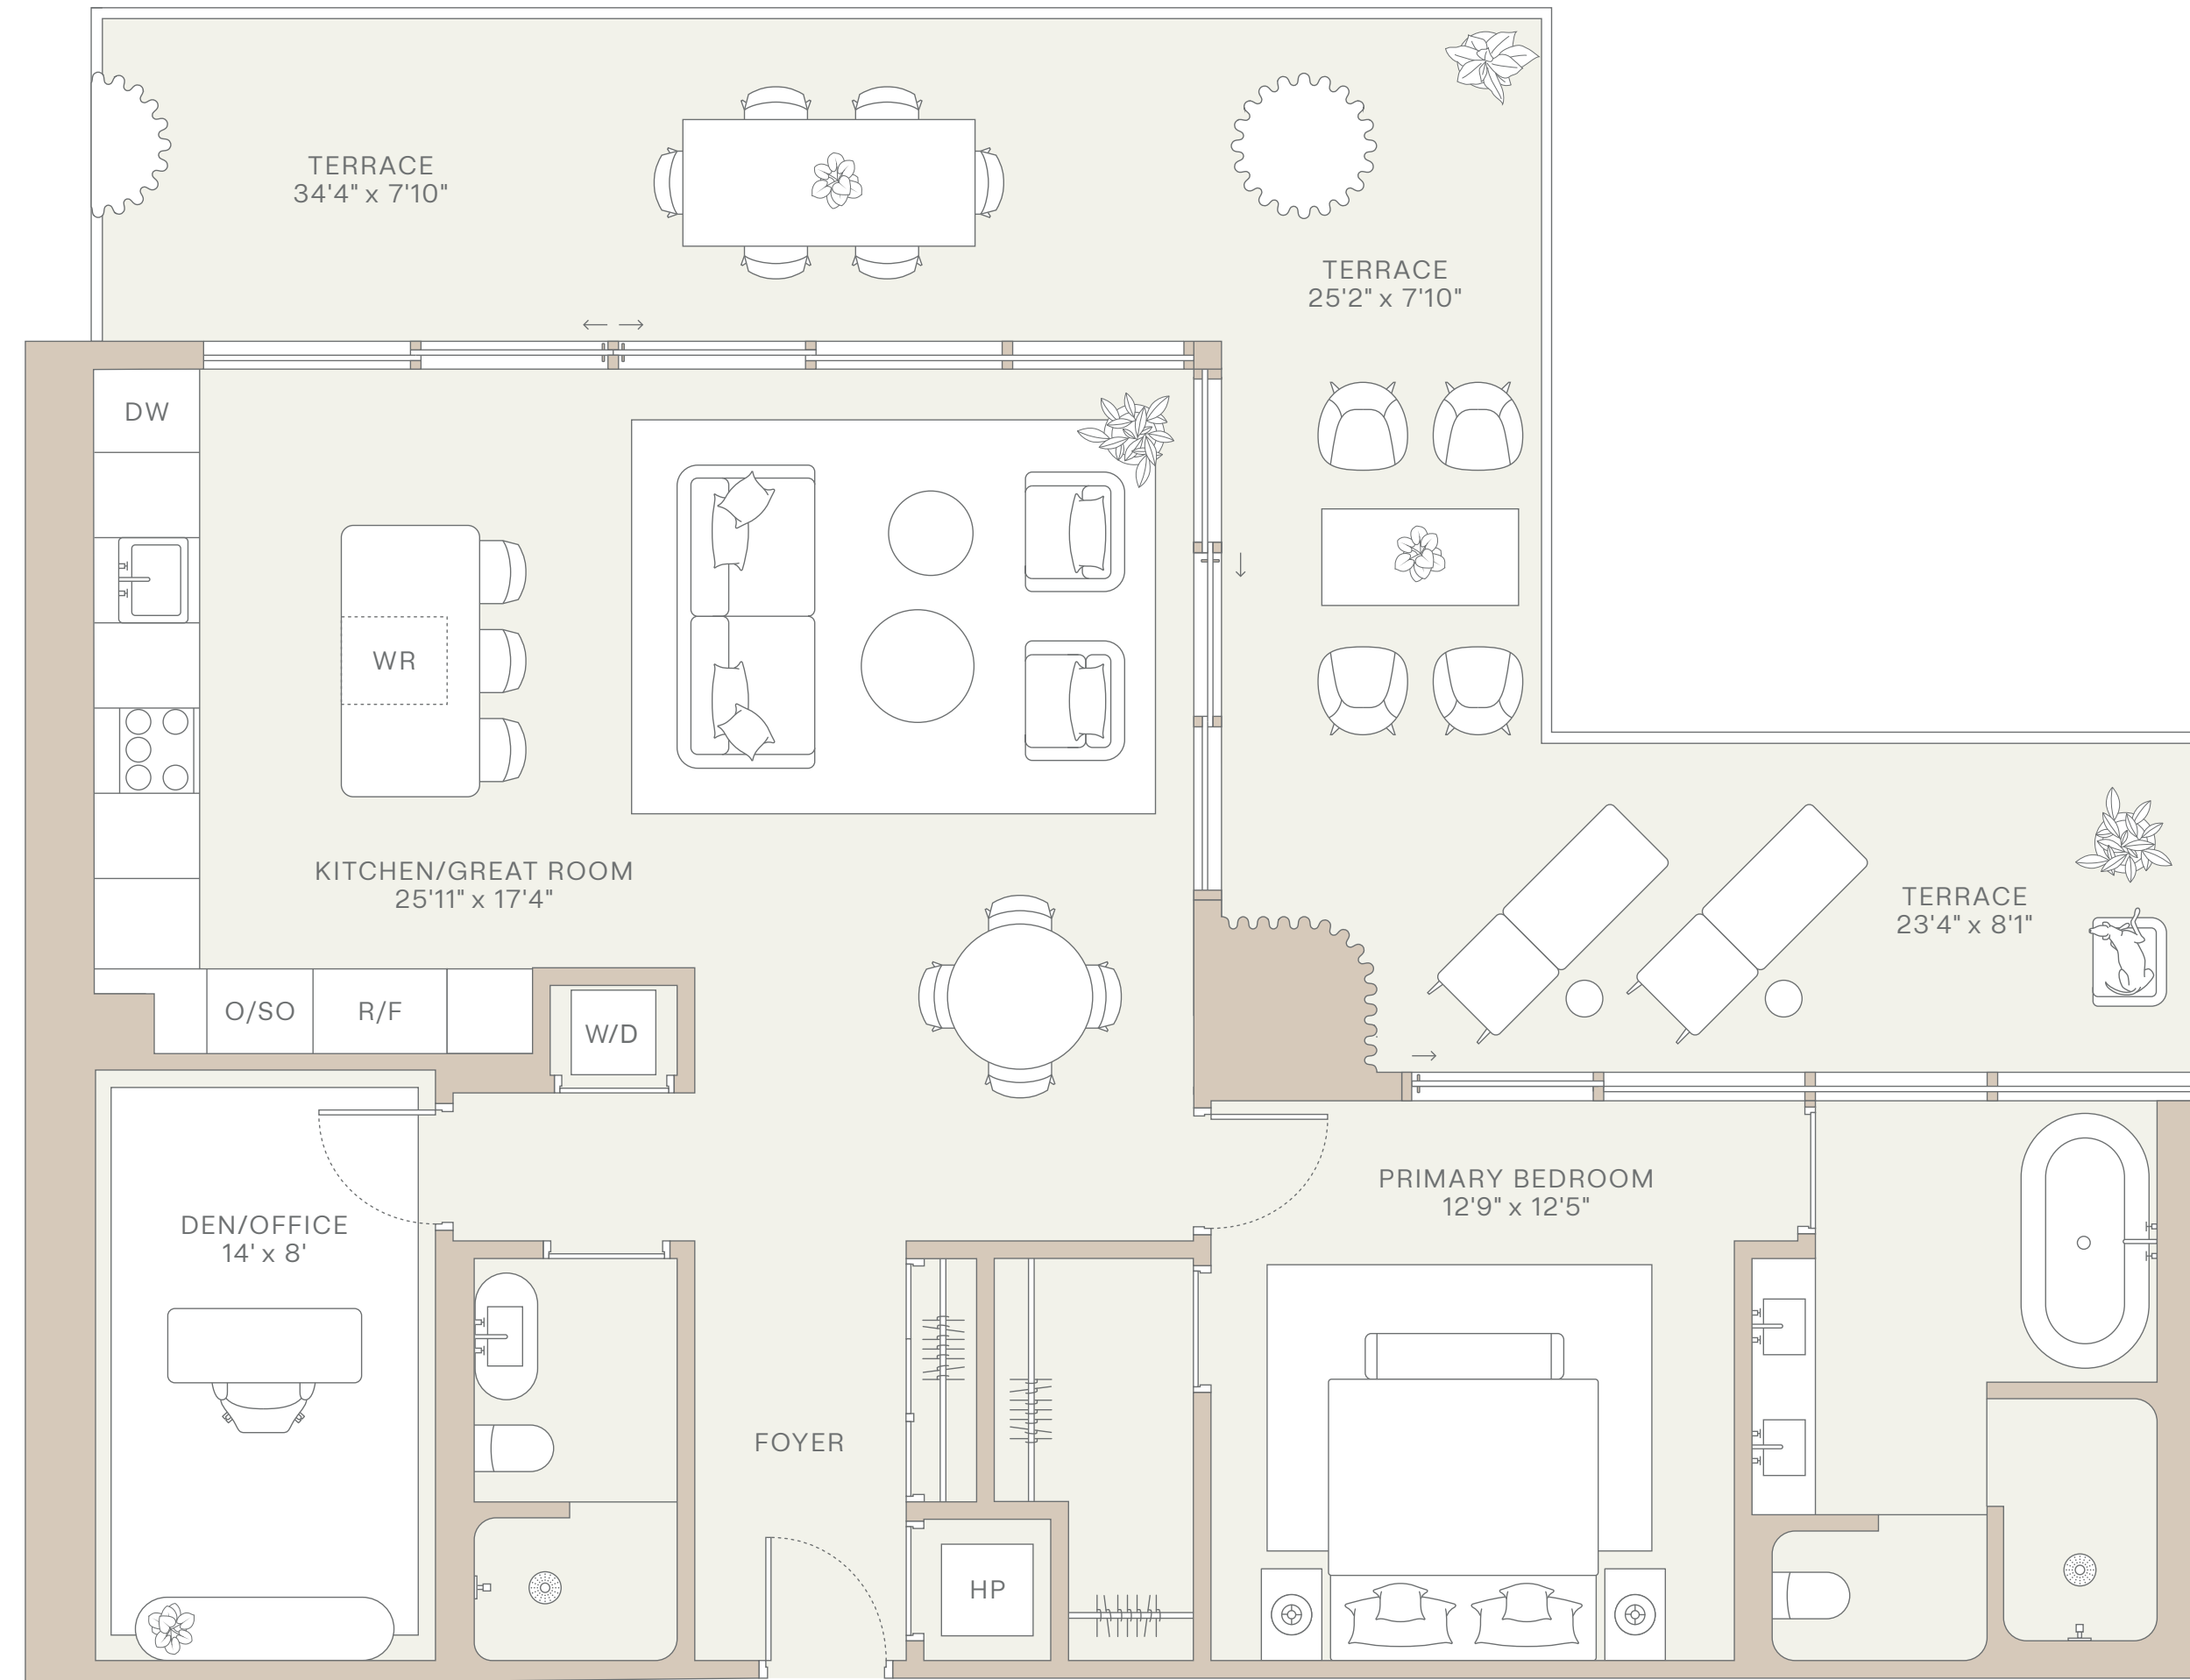 TERRACE
34'4" x 7'10"
TERRACE
25'2" x 7'10"
DW
WR
KITCHEN/GREAT ROOM
25'11" x 17'4"
TERRACE
23'4" x 8'1"
O/SO
R/F
W/D
PRIMARY BEDROOM
12'9" x 12'5"
DEN/OFFICE
14' x 8'
FOYER
HP